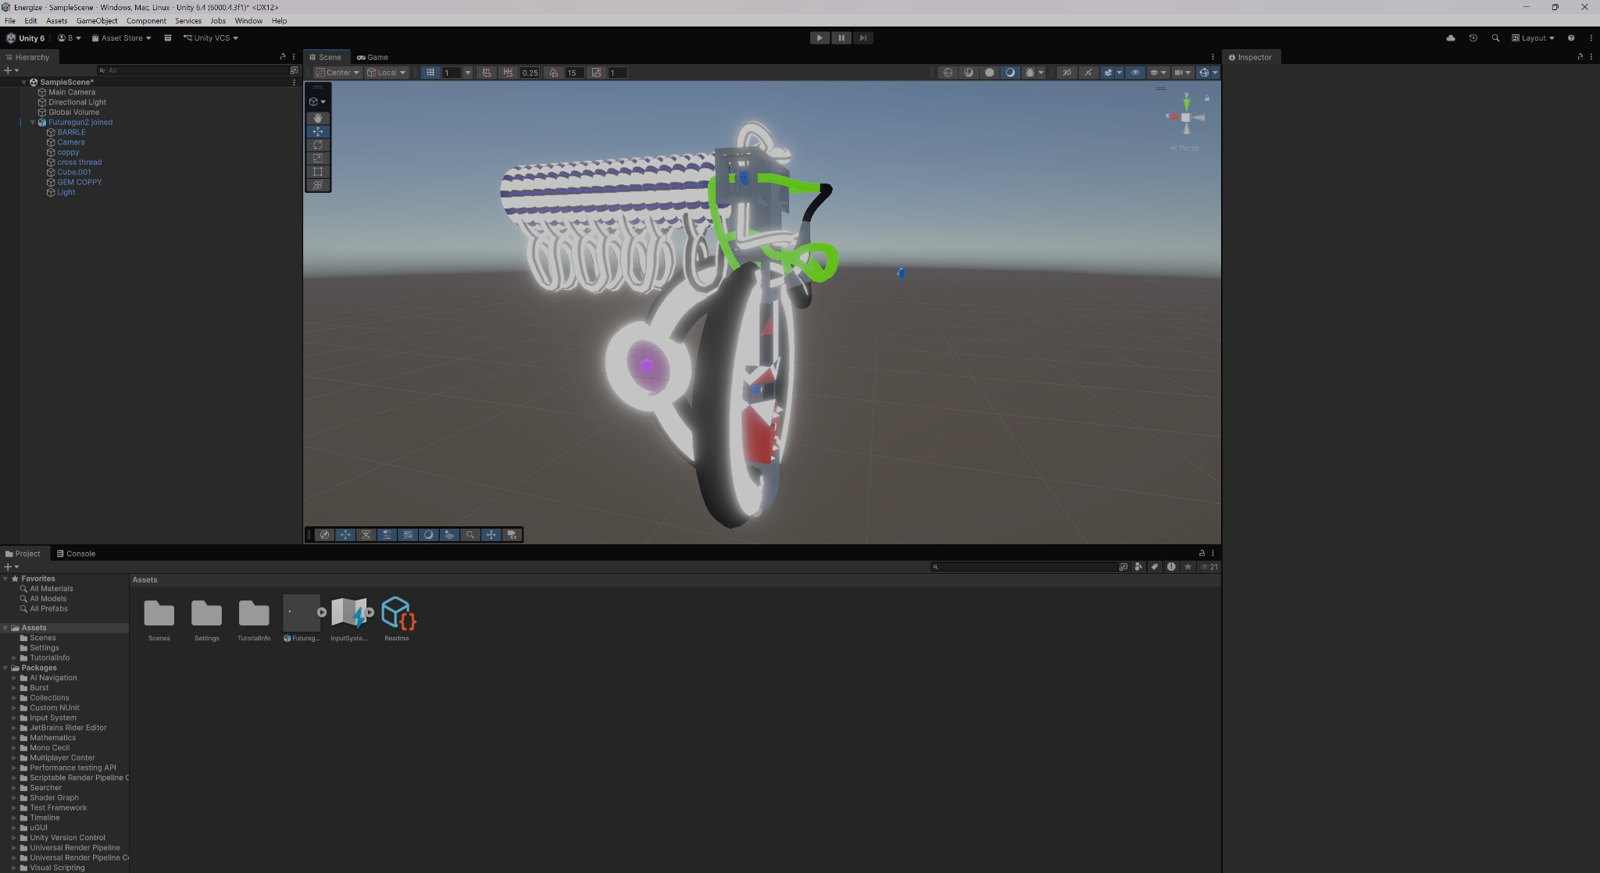 Energize - SampleScene - Windows, Mac, Linux - Unity 6.4 (6000.4.3f1)* <DX12>
File Edit Assets GameObject Component Services Jobs Window Help
Unity 6 B Asset Store Unity VCS Layout
Hierarchy
All
SampleScene*
Main Camera
Directional Light
Global Volume
Futuregun2 joined
BARRLE
Camera
coppy
cross thread
Cube.001
GEM COPPY
Light
Scene Game
Center Local 1 0.25 15 1
y
x
Persp
Inspector
Project Console
21
Favorites
All Materials
All Models
All Prefabs
Assets
Scenes
Settings
TutorialInfo
Packages
AI Navigation
Burst
Collections
Custom NUnit
Input System
JetBrains Rider Editor
Mathematics
Mono Cecil
Multiplayer Center
Performance testing API
Scriptable Render Pipeline C
Searcher
Shader Graph
Test Framework
Timeline
uGUI
Unity Version Control
Universal Render Pipeline
Universal Render Pipeline Co
Visual Scripting
Assets
Scenes Settings TutorialInfo Futureg... InputSyste... Readme